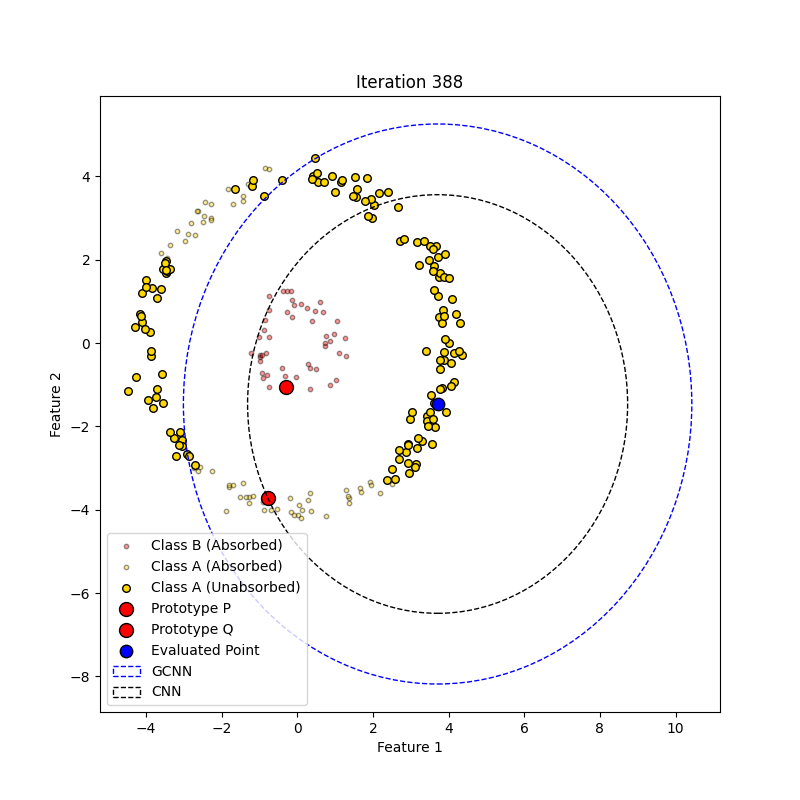 Iteration 388
Feature 2
4
2
0
−2
−4
−6
−8
Class B (Absorbed)
Class A (Absorbed)
Class A (Unabsorbed)
Prototype P
Prototype Q
Evaluated Point
GCNN
CNN
−4 −2 0 2 4 6 8 10
Feature 1